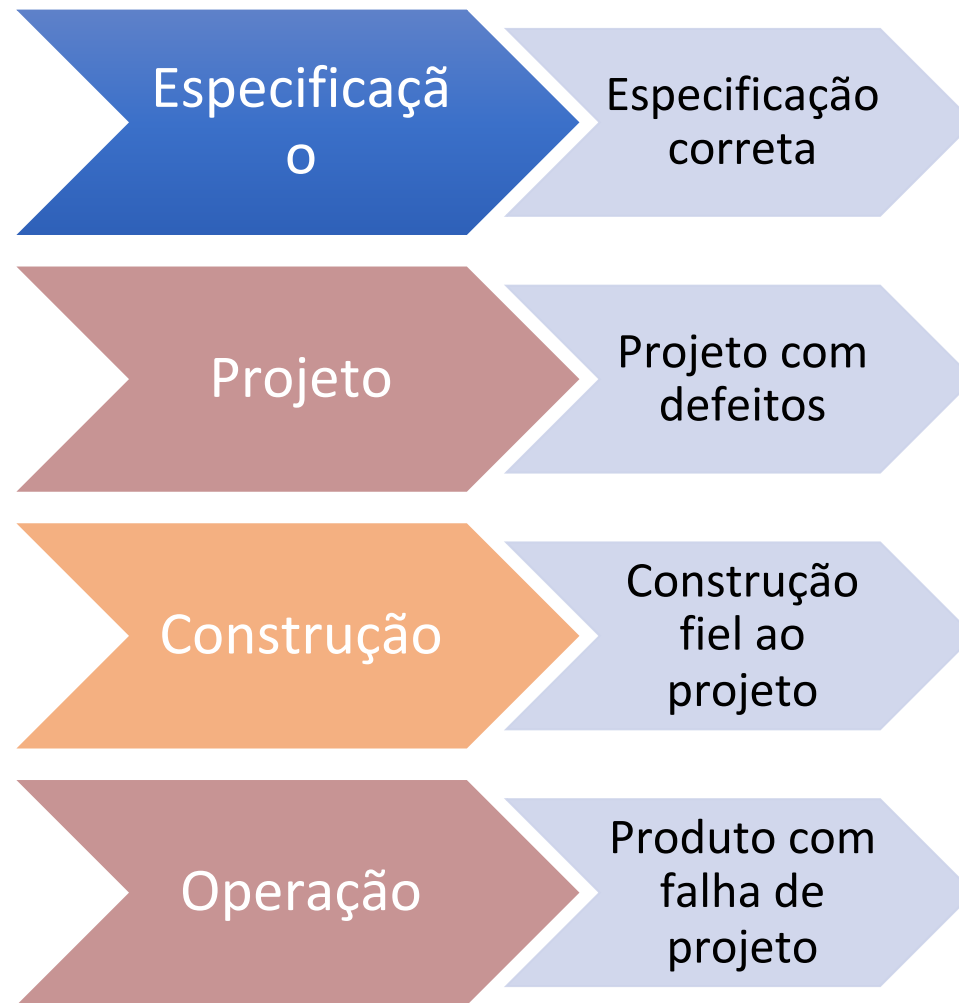 Especificaçã
o
Especificação
correta
Projeto
Projeto com
defeitos
Construção
Construção
fiel ao
projeto
Operação
Produto com
falha de
projeto